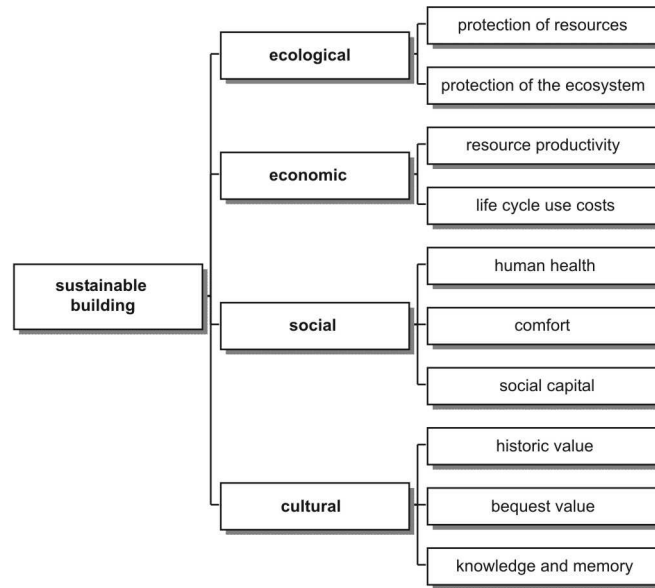 sustainable
building
ecological
protection of resources
protection of the ecosystem
economic
resource productivity
life cycle use costs
social
human health
comfort
social capital
cultural
historic value
bequest value
knowledge and memory